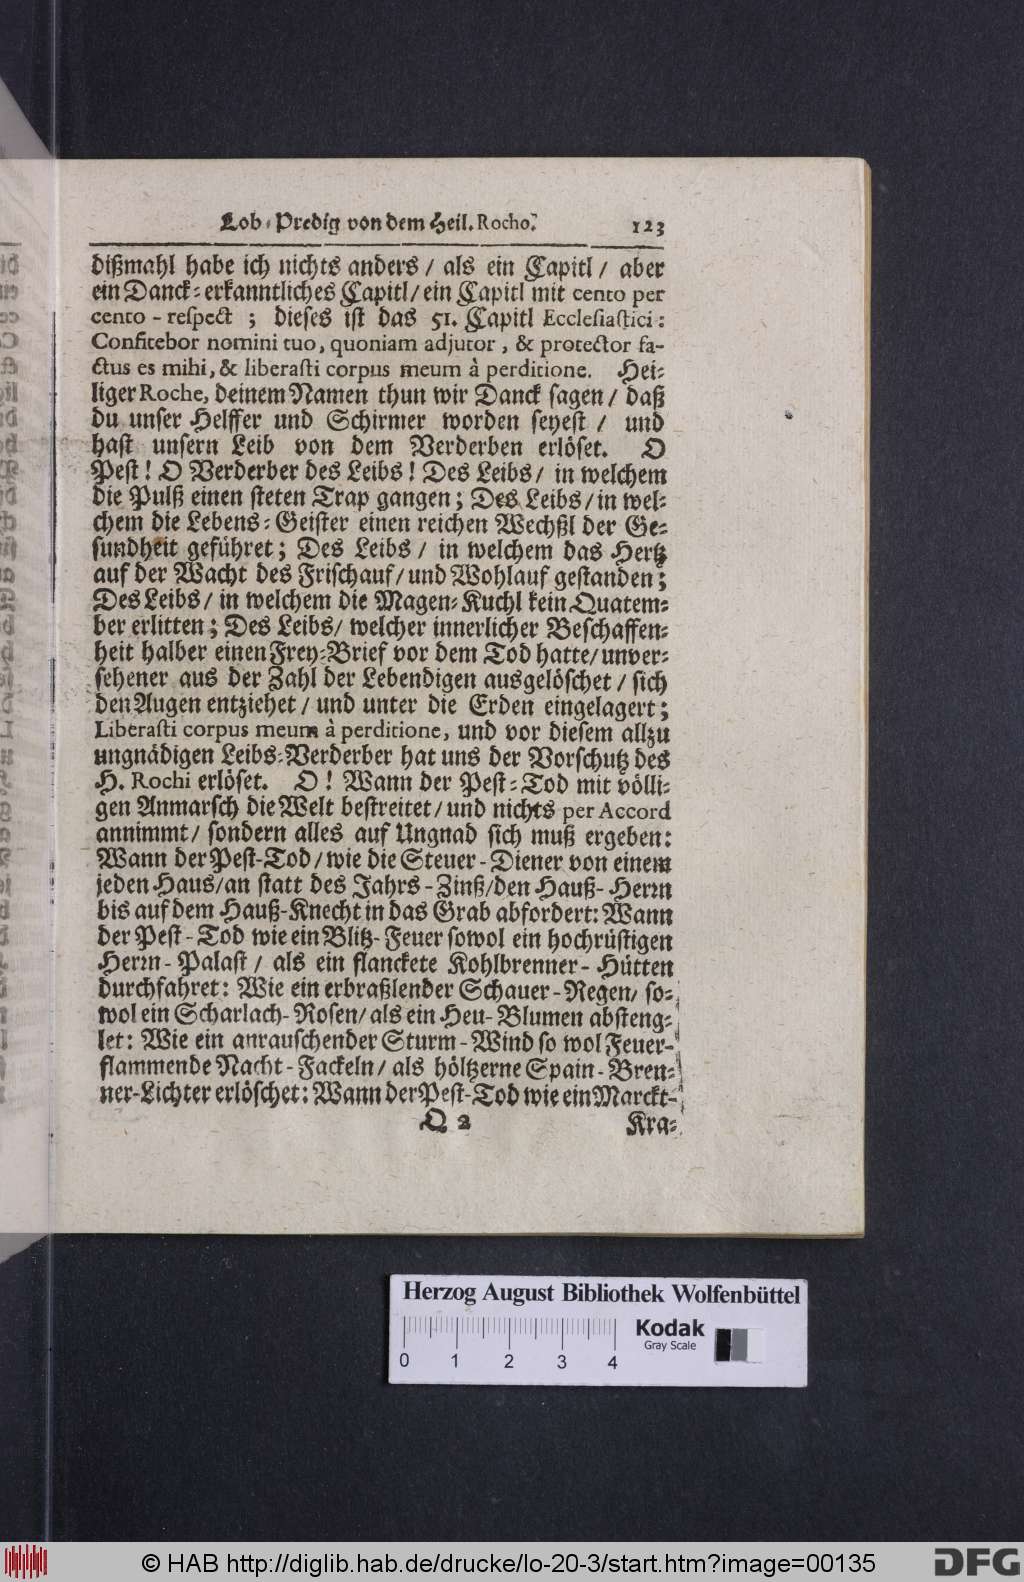 Lob-Predig von dem Heil. Rocho. 123
dißmahl habe ich nichts anders / als ein Capitl / aber
ein Danck-erkanntliches Capitl / ein Capitl mit cento per
cento-respect ; dieses ist das 51. Capitl Ecclesiastici:
Confitebor nomini tuo, quoniam adjutor, & protector fa-
ctus es mihi, & liberasti corpus meum à perditione. Hei-
liger Roche, deinem Namen thun wir Danck sagen / daß
du unser Helffer und Schirmer worden seyest / und
hast unsern Leib von dem Verderben erlöset. O
Pest! O Verderber des Leibs! Des Leibs / in welchem
die Pulß einen steten Trap gangen; Des Leibs / in wel-
chem die Lebens-Geister einen reichen Wechßl der Ge-
sundheit geführet; Des Leibs / in welchem das Hertz
auf der Wacht des Frischauf / und Wohlauf gestanden;
Des Leibs / in welchem die Magen-Kuchl kein Quatem-
ber erlitten; Des Leibs / welcher innerlicher Beschaffen-
heit halber einen Frey-Brief vor dem Tod hatte / unver-
sehener aus der Zahl der Lebendigen ausgelöschet / sich
den Augen entziehet / und unter die Erden eingelagert;
Liberasti corpus meum à perditione, und vor diesem allzu
ungnädigen Leibs-Verderber hat uns der Vorschutz des
H. Rochi erlöset. O! Wann der Pest-Tod mit völli-
gen Anmarsch die Welt bestreitet / und nichts per Accord
annimmt / sondern alles auf Ungnad sich muß ergeben:
Wann der Pest-Tod / wie die Steuer-Diener von einem
jeden Haus / an statt des Jahrs-Zinß / den Hauß-Herrn
bis auf dem Hauß-Knecht in das Grab abfordert: Wann
der Pest-Tod wie ein Blitz-Feuer sowol ein hochrüstigen
Herrn-Palast / als ein flanckete Kohlbrenner-Hütten
durchfahret: Wie ein erbraßlender Schauer-Regen / so-
wol ein Scharlach-Rosen / als ein Heu-Blumen absteng-
let: Wie ein anrauschender Sturm-Wind so wol Feuer-
flammende Nacht-Fackeln / als höltzerne Spain-Bren-
ner-Lichter erlöschet: Wann der Pest-Tod wie ein Marckt-
Q 2 Kra-
Herzog August Bibliothek Wolfenbüttel
Kodak
Gray Scale
0 1 2 3 4
© HAB http://diglib.hab.de/drucke/lo-20-3/start.htm?image=00135
DFG